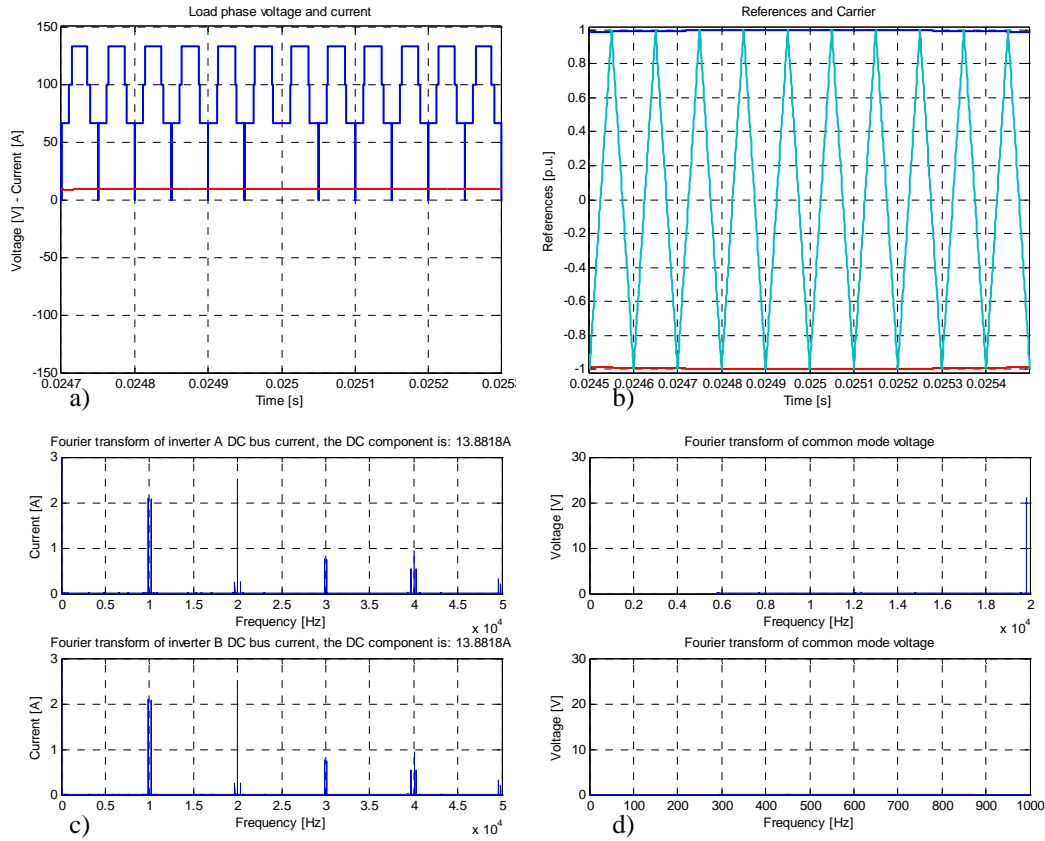 Load phase voltage and current
Voltage [V] - Current [A]
150
100
50
0
-50
-100
-150
0.0247 0.0248 0.0249 0.025 0.0251 0.0252 0.025
Time [s]
a)
References and Carrier
References [p.u.]
1
0.8
0.6
0.4
0.2
0
-0.2
-0.4
-0.6
-0.8
-1
0.0245 0.0246 0.0247 0.0248 0.0249 0.025 0.0251 0.0252 0.0253 0.0254
Time [s]
b)
Fourier transform of inverter A DC bus current, the DC component is: 13.8818A
Current [A]
3
2
1
0
0 0.5 1 1.5 2 2.5 3 3.5 4 4.5 5
Frequency [Hz]
x 10^4
Fourier transform of inverter B DC bus current, the DC component is: 13.8818A
Current [A]
3
2
1
0
0 0.5 1 1.5 2 2.5 3 3.5 4 4.5 5
Frequency [Hz]
x 10^4
c)
Fourier transform of common mode voltage
Voltage [V]
30
20
10
0
0 0.2 0.4 0.6 0.8 1 1.2 1.4 1.6 1.8 2
Frequency [Hz]
x 10^4
Fourier transform of common mode voltage
Voltage [V]
30
20
10
0
0 100 200 300 400 500 600 700 800 900 1000
Frequency [Hz]
d)